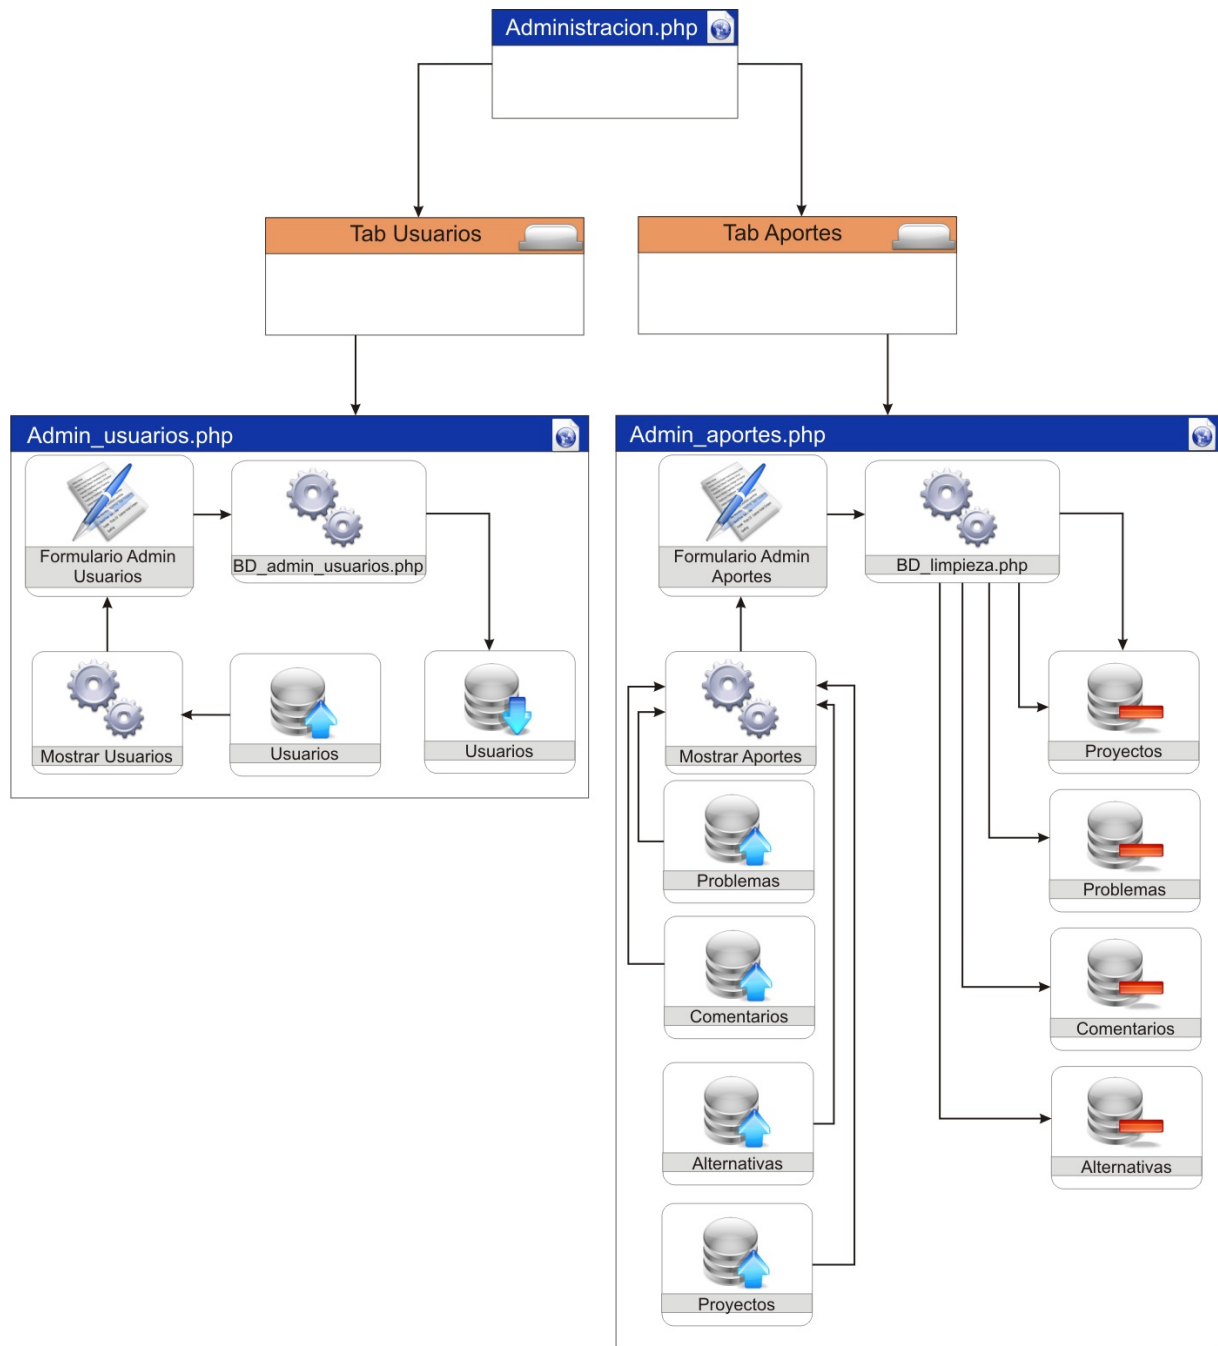 Administracion.php
Tab Usuarios
Tab Aportes
Admin_usuarios.php
Formulario Admin
Usuarios
BD_admin_usuarios.php
Mostrar Usuarios
Usuarios
Usuarios
Admin_aportes.php
Formulario Admin
Aportes
BD_limpieza.php
Mostrar Aportes
Proyectos
Problemas
Problemas
Comentarios
Comentarios
Alternativas
Alternativas
Proyectos